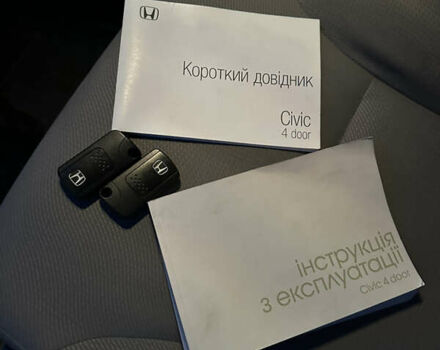 Короткий довідник
Civic
4 door
інструкція
з експлуатації
Civic 4 door